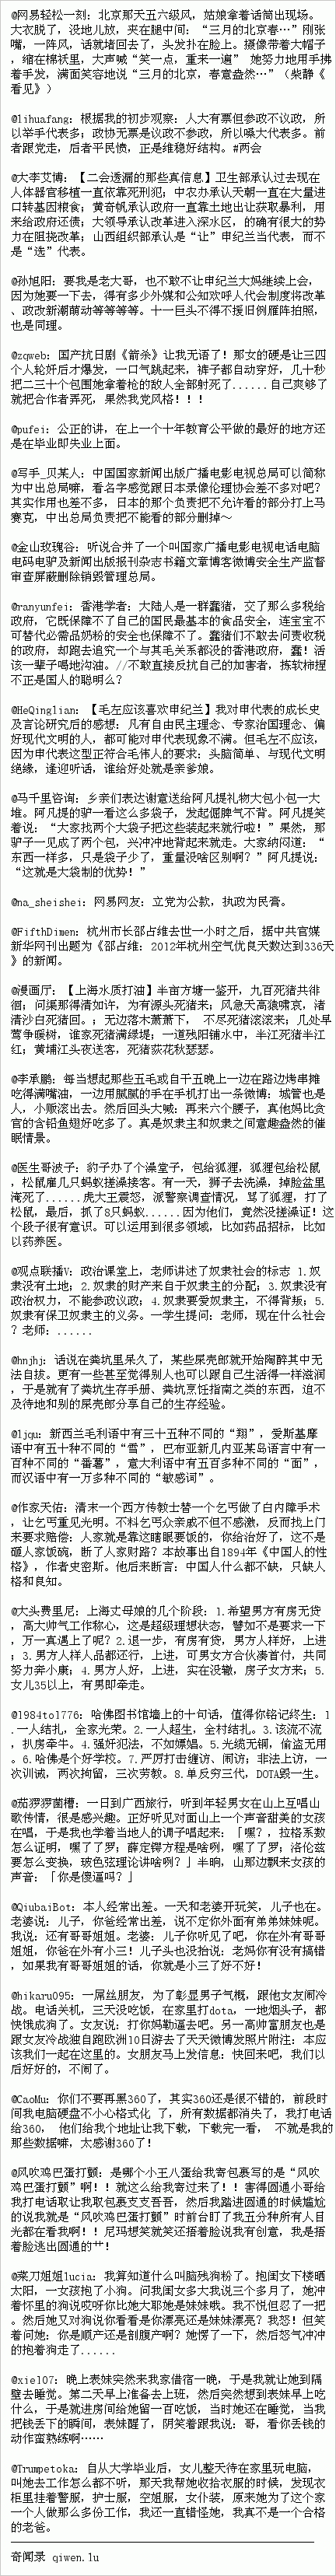 @网易轻松一刻：北京那天五六级风，姑娘拿着话筒出现场。
大衣脱了，没地儿放，夹在腿中间；“三月的北京春…”刚张
嘴，一阵风，话就堵回去了，头发扑在脸上。摄像带着大帽子
，缩在棉袄里，大声喊“笑一点，重来一遍” 她努力地用手拂
着手发，满面笑容地说“三月的北京，春意盎然…”（柴静《
看见》）

@lihuafang：根据我的初步观察：人大有票但参政不议政，所
以举手代表多；政协无票是议政不参政，所以嗓大代表多。前
者跟党走，后者平民愤，正是维稳好结构。#两会

@大李艾博：【二会透漏的那些真信息】卫生部承认过去现在
人体器官移植一直依靠死刑犯；中农办承认天朝一直在大量进
口转基因粮食；黄奇帆承认政府一直靠土地出让获取暴利，用
来给政府还债；大领导承认改革进入深水区，的确有很大的势
力在阻挠改革；山西组织部承认是“让”申纪兰当代表，而不
是“选”代表。

@孙旭阳：要我是老大哥，也不敢不让申纪兰大妈继续上会，
因为她要一下去，得有多少外媒和公知欢呼人代会制度将改革
、政改新潮萌动等等等等。十一巨头不得不援旧例雁阵拍照，
也是同理。

@zqweb：国产抗日剧《箭杀》让我无语了！那女的硬是让三四
个人轮奸后才爆发，一口气跳起来，裤子都自动穿好，几十秒
把二三十个包围她拿着枪的敌人全部射死了......自己爽够了
就把合作者弄死，果然我党风格！！！

@pufei：公正的讲，在上一个十年教育公平做的最好的地方还
是在毕业即失业上面。

@写手_贝某人：中国国家新闻出版广播电影电视总局可以简称
为中出总局嘛，看名字感觉跟日本录像伦理协会差不多对吧？
其实作用也差不多，日本的那个负责把不允许看的部分打上马
赛克，中出总局负责把不能看的部分删掉～

@金山玫瑰谷：听说合并了一个叫国家广播电影电视电话电脑
电码电驴及新闻出版报刊杂志书籍文章博客微博安全生产监督
审查屏蔽删除销毁管理总局。

@ranyunfei：香港学者：大陆人是一群蠢猪，交了那么多税给
政府，它既保障不了自己的国民最基本的食品安全，连宝宝不
可替代必需品奶粉的安全也保障不了。蠢猪们不敢去问责收税
的政府，却跑去追究一个与其毛关系都没的香港政府，蠢！活
该一辈子喝地沟油。//不敢直接反抗自己的加害者，拣软柿捏
不正是国人的聪明么？

@HeQinglian：【毛左应该喜欢申纪兰】我对申代表的成长史
及言论研究后的感想：凡有自由民主理念、专家治国理念、偏
好现代文明的人，都可能对申代表现象不满。但毛左不应该，
因为申代表这型正符合毛伟人的要求：头脑简单、与现代文明
绝缘，逢迎听话，谁给好处就是亲爹娘。

@马千里咨询：乡亲们表达谢意送给阿凡提礼物大包小包一大
堆。阿凡提的驴一看这么多袋子，发起倔脾气不背。阿凡提笑
着说：“大家找两个大袋子把这些装起来就行啦！”果然，那
驴子一见成了两个包，兴冲冲地背起来就走。大家纳闷道：“
东西一样多，只是袋子少了，重量没啥区别啊？”阿凡提说：
“这就是大袋制的优势！”

@na_sheishei：网易网友：立党为公款，执政为民膏。

@FifthDimen：杭州市长邵占维去世一小时之后，据中共官媒
新华网刊出题为《邵占维：2012年杭州空气优良天数达到336天
》的新闻。

@漫画厅：【上海水质打油】半亩方塘一鉴开，九百死猪共徘
徊；问渠那得清如许，为有源头死猪来；风急天高猿啸哀，渚
清沙白死猪回。；无边落木萧萧下， 不尽死猪滚滚来；几处早
莺争暖树，谁家死猪满绿堤；一道残阳铺水中，半江死猪半江
红；黄埔江头夜送客，死猪荻花秋瑟瑟。

@李承鹏：每当想起那些五毛或自干五晚上一边在路边烤串摊
吃得满嘴油，一边用腻腻的手在手机打出一条微博：城管也是
人，小贩滚出去。然后回头大喊：再来六个腰子，真他妈比贪
官的含铅鱼翅好吃多了。真是奴隶主和奴隶之间意趣盎然的催
眠情景。

@医生哥波子：豹子办了个澡堂子，包给狐狸，狐狸包给松鼠
，松鼠雇几只蚂蚁搓澡接客。有一天，狮子去洗澡，掉脸盆里
淹死了......虎大王震怒，派警察调查情况，骂了狐狸，打了
松鼠，最后，抓了8只蚂蚁......因为他们，竟然没搓澡证！这
个段子很有意识。可以运用到很多领域，比如药品招标，比如
以药养医。

@观点联播V：政治课堂上，老师讲述了奴隶社会的标志 1.奴
隶没有土地；2.奴隶的财产来自于奴隶主的分配；3.奴隶没有
政治权力，不能参政议政；4.奴隶要爱奴隶主，不得背叛；5.
奴隶有保卫奴隶主的义务。一学生提问：老师，现在什么社会
？老师：......

@hnjhj：话说在粪坑里呆久了，某些屎壳郎就开始陶醉其中无
法自拔。更有一些甚至觉得别人也可以跟自己生活得一样滋润
，于是就有了粪坑生存手册、粪坑烹饪指南之类的东西，迫不
及待地和别的屎壳郎分享自己的生存经验。

@ljqu：新西兰毛利语中有三十五种不同的“翔”，爱斯基摩
语中有五十种不同的“雪”，巴布亚新几内亚某岛语言中有一
百种不同的“番薯”，意大利语中有五百多种不同的“面”，
而汉语中有一万多种不同的“敏感词”。

@作家天佑：清末一个西方传教士替一个乞丐做了白内障手术
，让乞丐重见光明。不料乞丐众亲戚不但不感激，反而找上门
来要求赔偿：人家就是靠这瞎眼要饭的，你给治好了，这不是
砸人家饭碗，断了人家财路？本故事出自1894年《中国人的性
格》，作者史密斯。他后来断言：中国人什么都不缺，只缺人
格和良知。

@大头费里尼：上海丈母娘的几个阶段：1.希望男方有房无贷
，高大帅气工作称心，这是超级理想状态，譬如不是要求一下
，万一真遇上了呢？2.退一步，有房有贷，男方人样好，上进
；3.男方人样人品都还行，上进，可男女方合伙凑首付，共同
努力奔小康；4.男方人好，上进，实在没辙，房子女方来；5.
女儿35以上，有男即牵走。

@1984to1776：哈佛图书馆墙上的十句话，值得你铭记终生：1
.一人结扎，全家光荣。2.一人超生，全村结扎。3.该流不流
，扒房牵牛。4.强奸犯法，不如嫖娼。5.光缆无铜，偷盗无用
。6.哈佛是个好学校。7.严厉打击缠访、闹访；非法上访，一
次训诫，两次拘留，三次劳教。8.单反穷三代，DOTA毁一生。

@茄猡猡菌槽：一日到广西旅行，听到年轻男女在山上互唱山
歌传情，很是感兴趣。正好听见对面山上一个声音甜美的女孩
在唱，于是我也学着当地人的调子唱起来：「嘿？，拉格系数
怎么证明，嘿了了罗；薛定锷方程是啥咧，嘿了了罗；洛伦兹
要怎么变换，玻色弦理论讲啥咧？」半晌，山那边飘来女孩的
声音：「你是傻逼吗？」

@QiubaiBot：本人经常出差。一天和老婆开玩笑，儿子也在。
老婆说：儿子，你爸经常出差，说不定你外面有弟弟妹妹呢。
我说：还有哥哥姐姐。老婆：儿子你听见了吧，你在外有哥哥
姐姐，你爸在外有小三！儿子头也没抬说：老妈你有没有搞错
，如果我有哥哥姐姐的话，你就是小三了好不好！

@hikaru095：一屌丝朋友，为了彰显男子气概，跟他女友闹冷
战。电话关机，三天没吃饭，在家里打dota，一地烟头子，都
快饿成狗了。女友说：打你妈勒逼去吧。另一高帅富朋友也是
跟女友冷战独自跑欧洲10日游去了天天微博发照片附注：本应
该我们一起在这里的。女朋友马上发信息：快回来吧，我们以
后好好的，不闹了。

@CaoMu：你们不要再黑360了，其实360还是很不错的，前段时
间我电脑硬盘不小心格式化 了，所有数据都消失了，我打电话
给360， 他们给我个地址让我下载，下载完一看， 不就是我的
那些数据嘛，太感谢360了！

@风吹鸡巴蛋打颤：是哪个小王八蛋给我寄包裹写的是“风吹
鸡巴蛋打颤”啊！！就这么给我寄过来了！！害得圆通小哥给
我打电话取让我取包裹支支吾吾，然后我踏进圆通的时候尴尬
的说我就是“风吹鸡巴蛋打颤”时前台盯了我五分种所有人目
光都在看我啊！！尼玛想笑就笑还捂着脸说我有创意，我是捂
着脸逃出圆通的艹！

@菜刀姐姐lucia：我算知道什么叫脑残狗粉了。抱闺女下楼晒
太阳，一女孩抱了小狗。问我闺女多大我说三个多月了，她冲
着怀里的狗说哎呀你比她大耶她是妹妹哦。我不悦但忍了一把
。然后她又对狗说你看看是你漂亮还是妹妹漂亮？我怒！但笑
着问她：你是顺产还是剖腹产啊？她愣了一下，然后怒气冲冲
的抱着狗走了......

@xie107：晚上表妹突然来我家借宿一晚，于是我就让她到隔
壁去睡觉。第二天早上准备去上班，然后突然想到表妹早上吃
什么，于是就进房间给她留一百吃饭，当时她还在睡觉，当我
把钱丢下的瞬间，表妹醒了，阴笑着跟我说：哥，看你丢钱的
动作蛮熟练啊……

@Trumpetoka：自从大学毕业后，女儿整天待在家里玩电脑，
叫她去工作怎么都不听，那天我帮她收拾衣服的时候，发现衣
柜里挂着警服，护士服，空姐服，女仆装，原来她为了这个家
一个人做那么多份工作，我还一直错怪她，我真不是一个合格
的老爸。
奇闻录 qiwen.lu